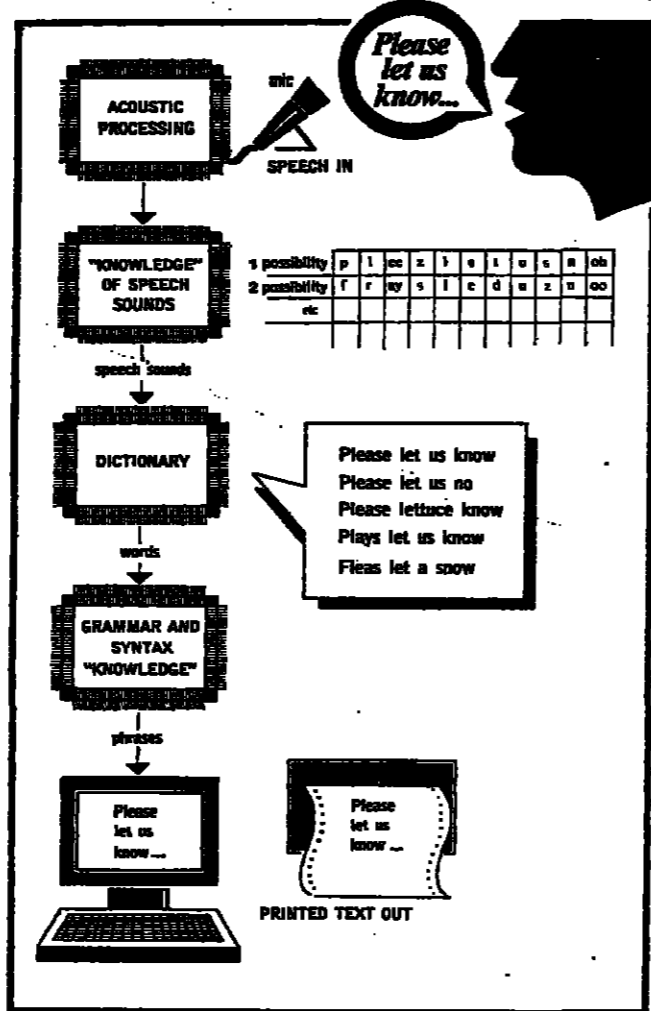 Please
let us
know...
mic
ACOUSTIC
PROCESSING
SPEECH IN
"KNOWLEDGE"
OF SPEECH
SOUNDS
1 possibility p l ee z l e t u s n oh
2 possibility f r ay s l e d a z n oo
etc
speech sounds
DICTIONARY
Please let us know
Please let us no
Please lettuce know
Plays let us know
Fleas let a snow
words
GRAMMAR AND
SYNTAX
"KNOWLEDGE"
phrases
Please
let us
know ...
Please
let us
know ...
PRINTED TEXT OUT